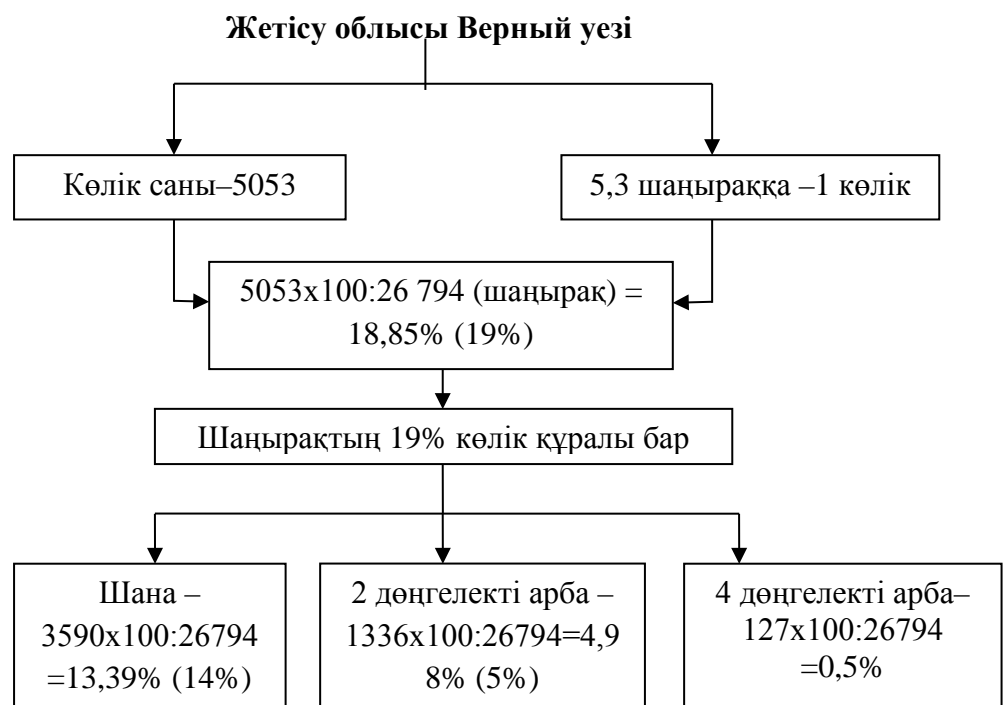 Жетісу облысы Верный уезі
Көлік саны–5053
5,3 шаңыраққа –1 көлік
5053х100:26 794 (шаңырақ) =
18,85% (19%)
Шаңырақтың 19% көлік құралы бар
Шана –
3590х100:26794
=13,39% (14%)
2 дөңгелекті арба –
1336х100:26794=4,9
8% (5%)
4 дөңгелекті арба–
127х100:26794
=0,5%